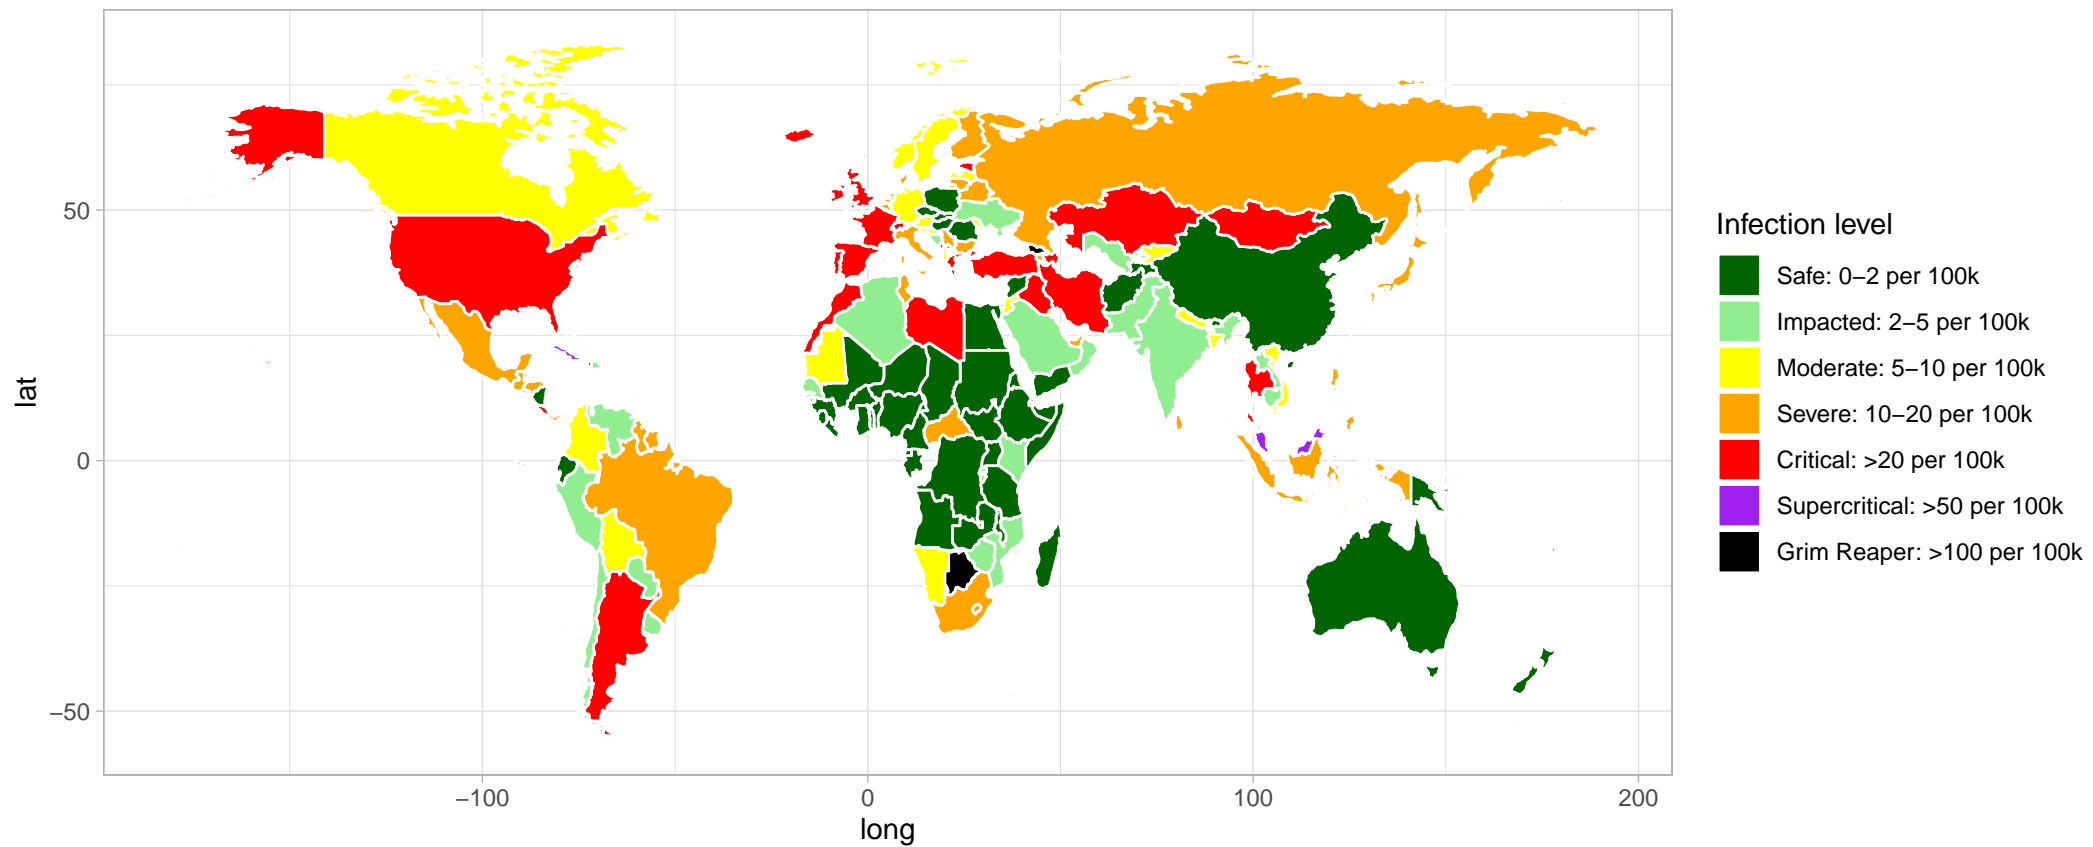 50
0
−50
lat
−100
0
100
200
long
Infection level
Safe: 0−2 per 100k
Impacted: 2−5 per 100k
Moderate: 5−10 per 100k
Severe: 10−20 per 100k
Critical: >20 per 100k
Supercritical: >50 per 100k
Grim Reaper: >100 per 100k